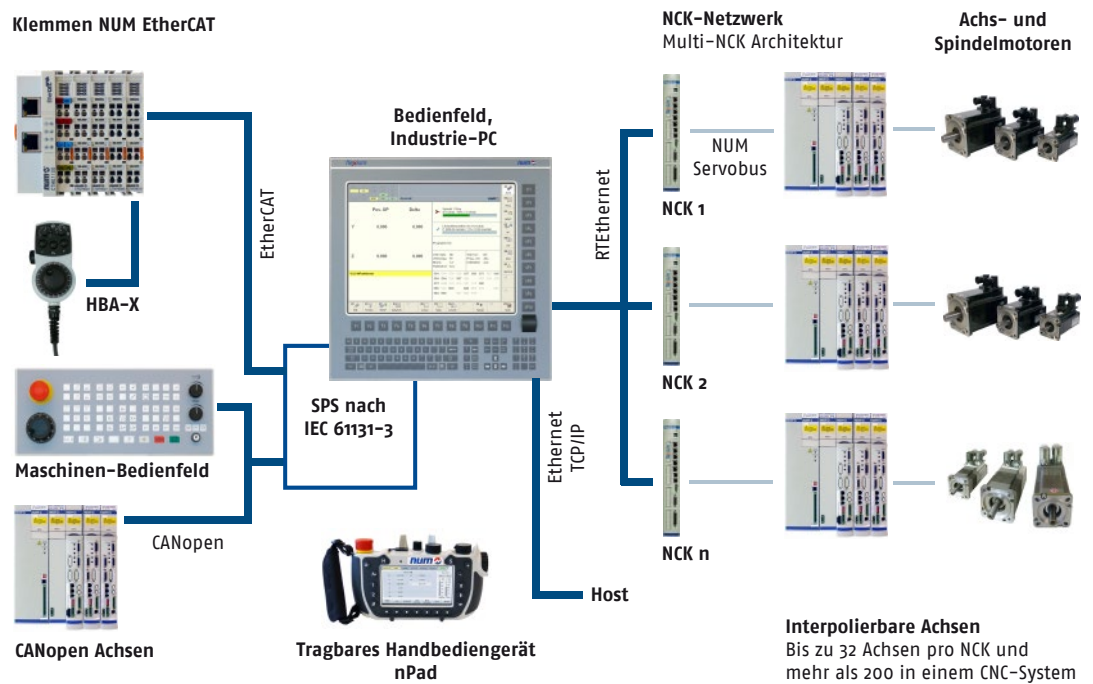 Klemmen NUM EtherCAT
HBA-X
Maschinen-Bedienfeld
CANopen Achsen
EtherCAT
CANopen
Bedienfeld,
Industrie-PC
num
SPS nach
IEC 61131-3
num
Tragbares Handbediengerät
nPad
Ethernet
TCP/IP
Host
RTEthernet
NCK-Netzwerk
Multi-NCK Architektur
NCK 1
NUM
Servobus
NCK 2
NCK n
Achs- und
Spindelmotoren
Interpolierbare Achsen
Bis zu 32 Achsen pro NCK und
mehr als 200 in einem CNC-System